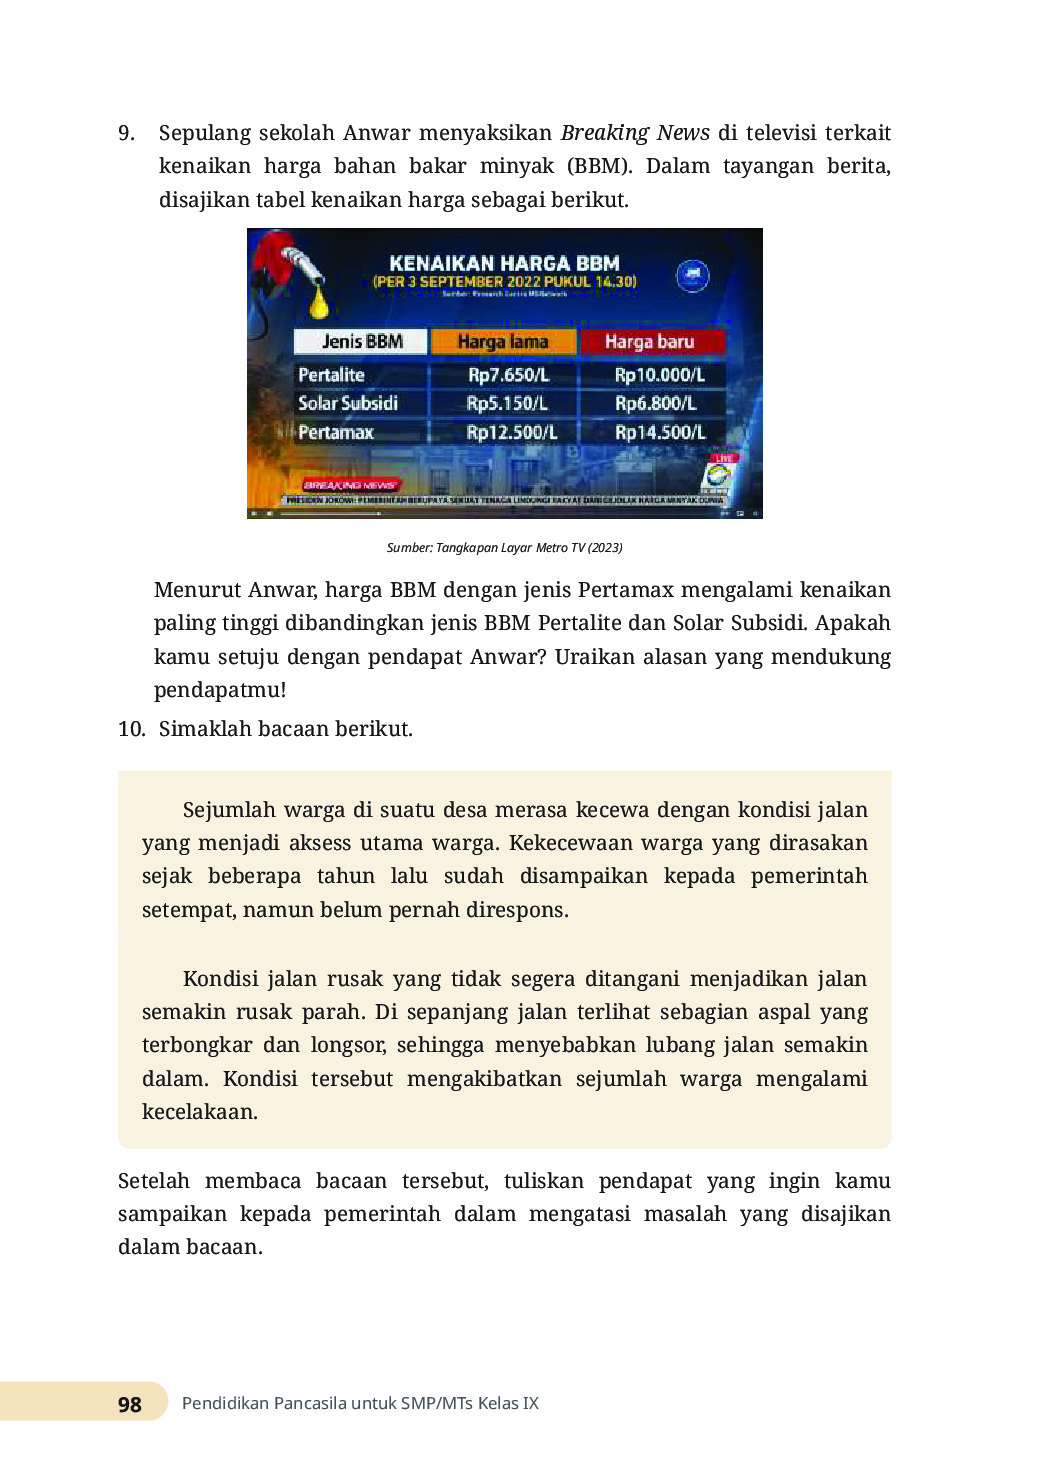 9. Sepulang sekolah Anwar menyaksikan Breaking News di televisi terkait
kenaikan harga bahan bakar minyak (BBM). Dalam tayangan berita,
disajikan tabel kenaikan harga sebagai berikut.
KENAIKAN HARGA BBM
(PER 3 SEPTEMBER 2022 PUKUL 14.30)
Sumber: Research Centre MGNetwork
Jenis BBM Harga lama Harga baru
Pertalite Rp7.650/L Rp10.000/L
Solar Subsidi Rp5.150/L Rp6.800/L
Pertamax Rp12.500/L Rp14.500/L
LIVE
BREAKING NEWS
PRESIDEN JOKOWI: PEMERINTAH BERUPAYA SEKUAT TENAGA LINDUNGI RAKYAT DARI GEJOLAK HARGA MINYAK DUNIA
Sumber: Tangkapan Layar Metro TV (2023)
Menurut Anwar, harga BBM dengan jenis Pertamax mengalami kenaikan
paling tinggi dibandingkan jenis BBM Pertalite dan Solar Subsidi. Apakah
kamu setuju dengan pendapat Anwar? Uraikan alasan yang mendukung
pendapatmu!
10. Simaklah bacaan berikut.
Sejumlah warga di suatu desa merasa kecewa dengan kondisi jalan
yang menjadi aksess utama warga. Kekecewaan warga yang dirasakan
sejak beberapa tahun lalu sudah disampaikan kepada pemerintah
setempat, namun belum pernah direspons.
Kondisi jalan rusak yang tidak segera ditangani menjadikan jalan
semakin rusak parah. Di sepanjang jalan terlihat sebagian aspal yang
terbongkar dan longsor, sehingga menyebabkan lubang jalan semakin
dalam. Kondisi tersebut mengakibatkan sejumlah warga mengalami
kecelakaan.
Setelah membaca bacaan tersebut, tuliskan pendapat yang ingin kamu
sampaikan kepada pemerintah dalam mengatasi masalah yang disajikan
dalam bacaan.
98 Pendidikan Pancasila untuk SMP/MTs Kelas IX